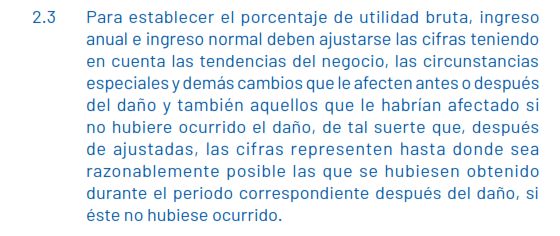 2.3 Para establecer el porcentaje de utilidad bruta, ingreso
anual e ingreso normal deben ajustarse las cifras teniendo
en cuenta las tendencias del negocio, las circunstancias
especiales y demás cambios que le afecten antes o después
del daño y también aquellos que le habrían afectado si
no hubiere ocurrido el daño, de tal suerte que, después
de ajustadas, las cifras representen hasta donde sea
razonablemente posible las que se hubiesen obtenido
durante el periodo correspondiente después del daño, si
éste no hubiese ocurrido.